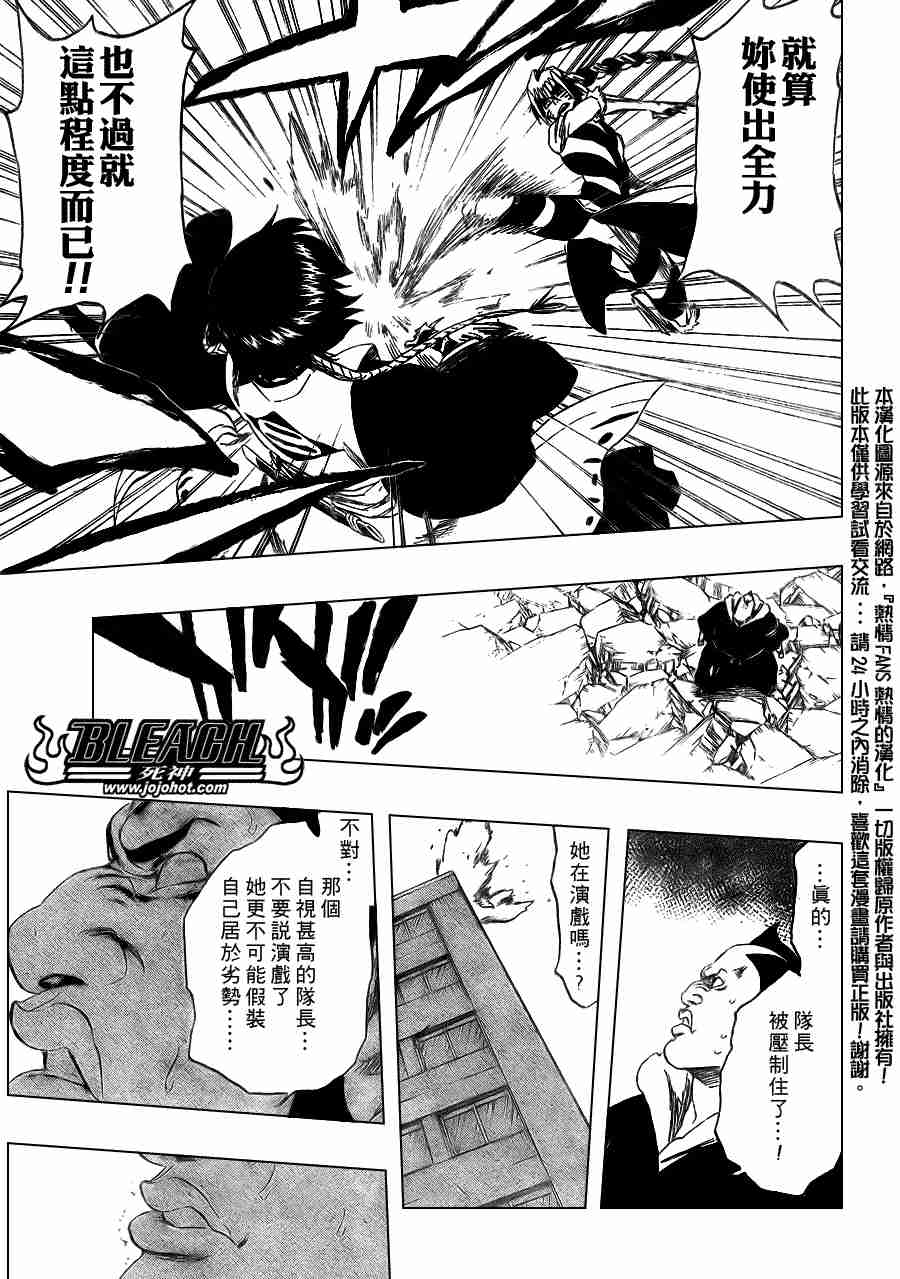 就算
妳使出全力
也不過就
這點程度而已!!
BLEACH
死神
www.jojohot.com
…眞的…
隊長
被壓制住了…!
她在演戲嗎…?
不對…
那個
自視甚高的隊長…
不要說演戲了
她更不可能假裝
自己居於劣勢……
本漢化圖源來自於網路，『熱情FANS 熱情的漢化』一切版權歸原作者與出版社擁有！
此版本僅供學習試看交流… 請 24 小時之內消除，喜歡這套漫畫請購買正版！謝謝。